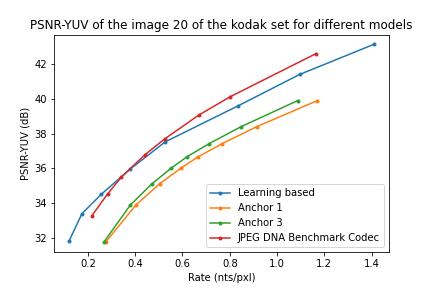 PSNR-YUV of the image 20 of the kodak set for different models
PSNR-YUV (dB)
42
40
38
36
34
32
Learning based
Anchor 1
Anchor 3
JPEG DNA Benchmark Codec
0.2 0.4 0.6 0.8 1.0 1.2 1.4
Rate (nts/pxl)